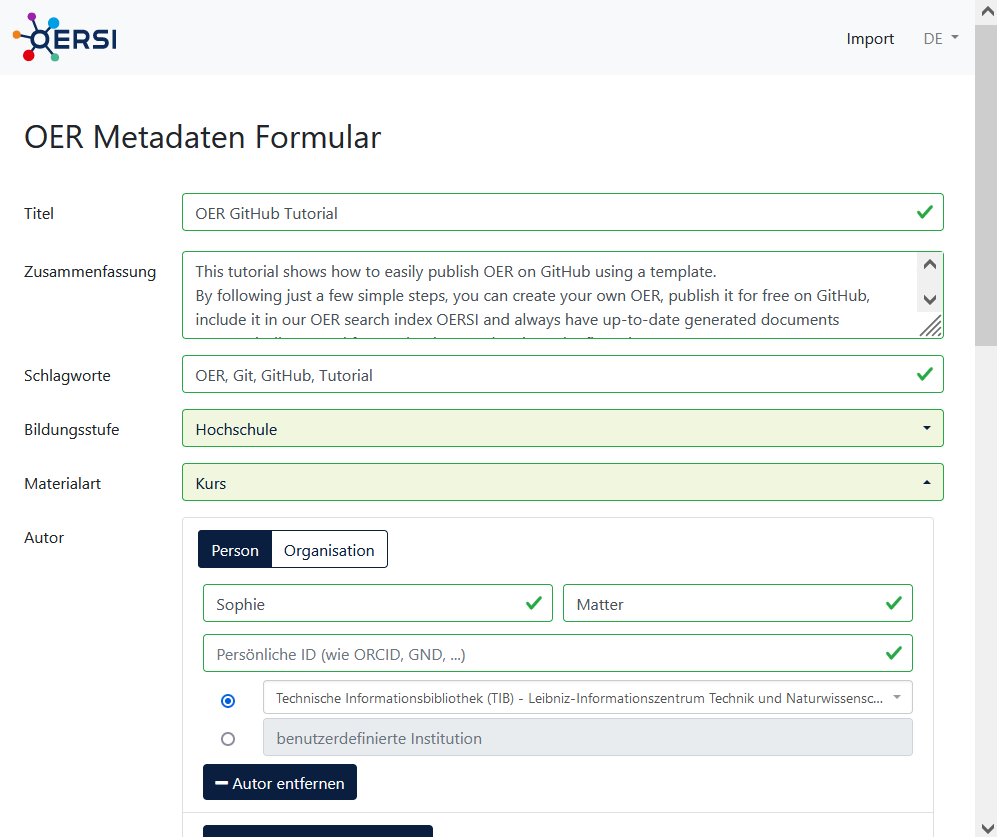 OERSI
Import
DE
OER Metadaten Formular
Titel
OER GitHub Tutorial
Zusammenfassung
This tutorial shows how to easily publish OER on GitHub using a template.
By following just a few simple steps, you can create your own OER, publish it for free on GitHub,
include it in our OER search index OERSI and always have up-to-date generated documents
Schlagworte
OER, Git, GitHub, Tutorial
Bildungsstufe
Hochschule
Materialart
Kurs
Autor
Person
Organisation
Sophie
Matter
Persönliche ID (wie ORCID, GND, ...)
Technische Informationsbibliothek (TIB) - Leibniz-Informationszentrum Technik und Naturwissensc...
benutzerdefinierte Institution
Autor entfernen